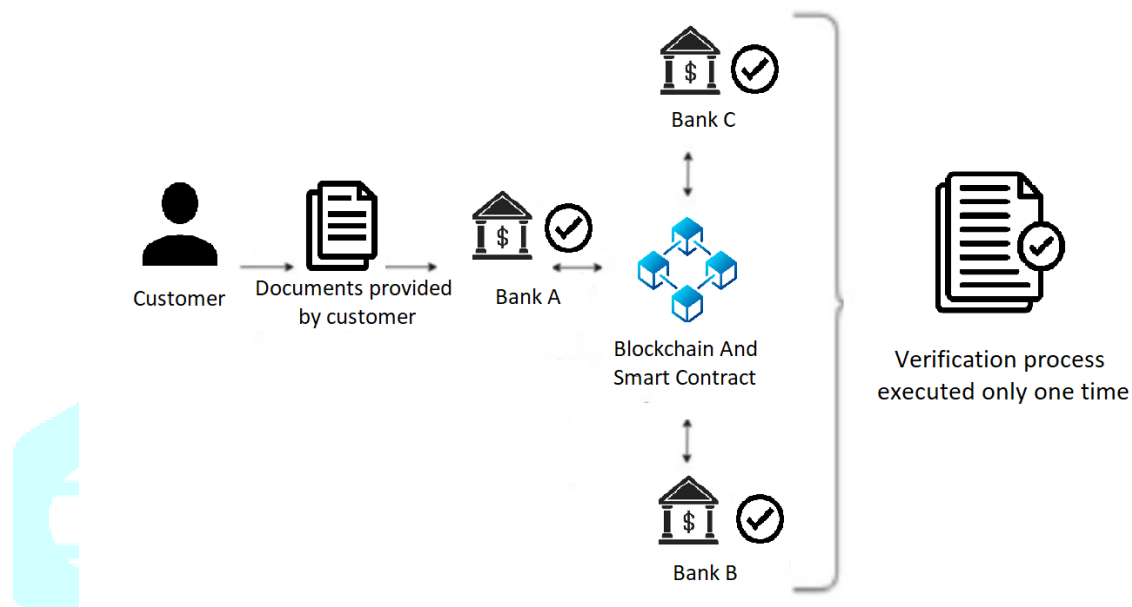 Bank C
Customer
Documents provided
by customer
Bank A
Blockchain And
Smart Contract
Bank B
Verification process
executed only one time